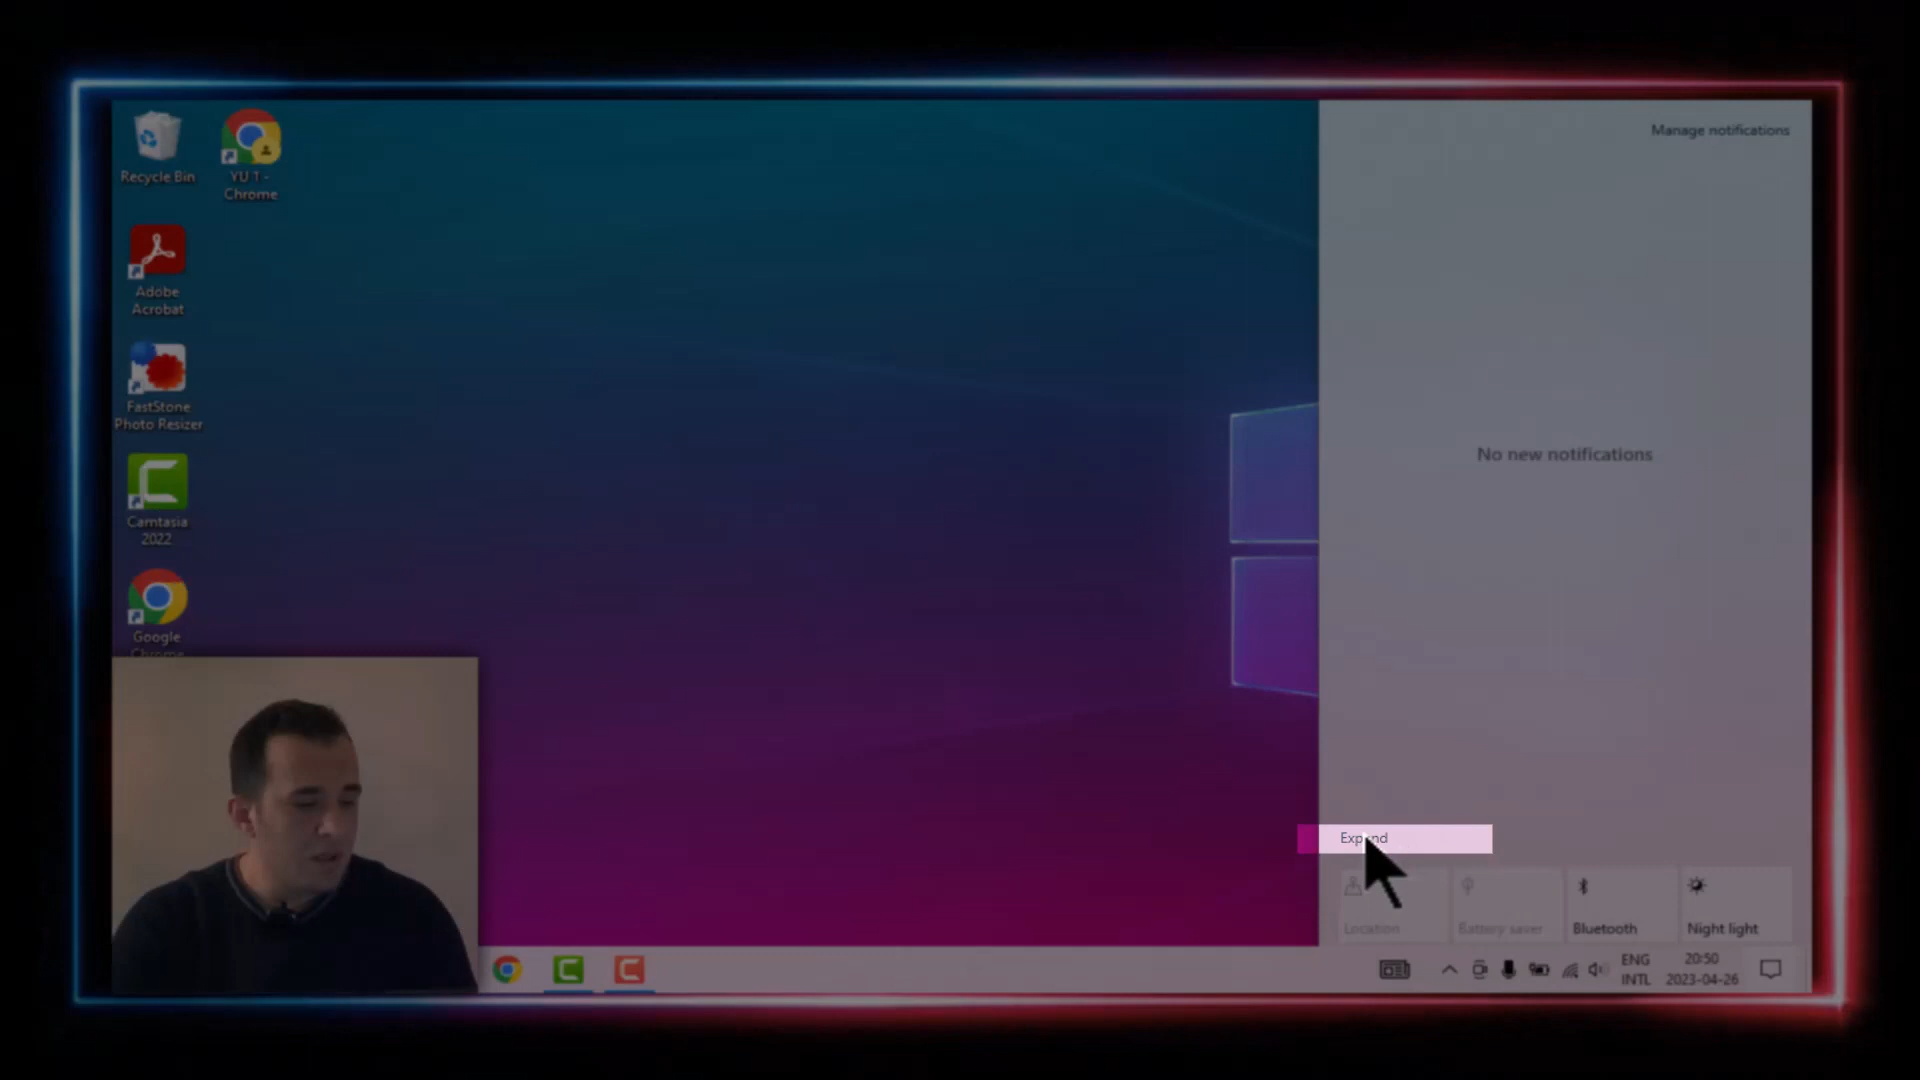 Recycle Bin
YU 1 -
Chrome
Adobe
Acrobat
FastStone
Photo Resizer
Camtasia
2022
Google
Chrome
Manage notifications
No new notifications
Expand
Location
Battery saver
Bluetooth
Night light
ENG
INTL
20:50
2023-04-26